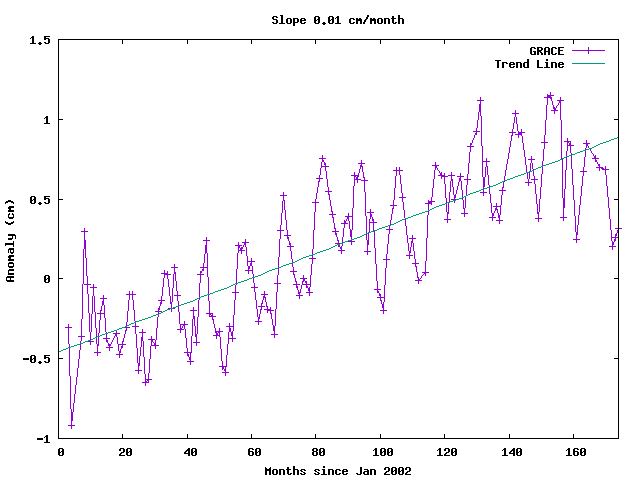 Slope 0.01 cm/month
1.5
GRACE
Trend Line
1
0.5
Anomaly (cm)
0
-0.5
-1
0 20 40 60 80 100 120 140 160
Months since Jan 2002